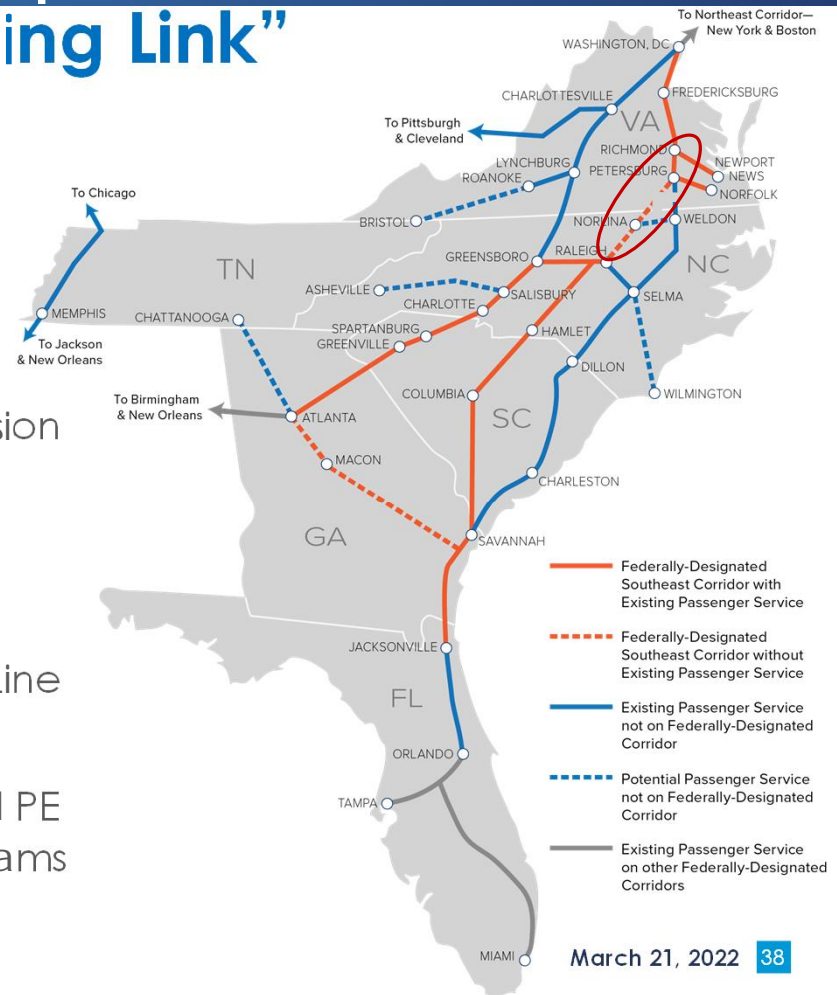 ing Link”
To Northeast Corridor—
New York & Boston
WASHINGTON, DC
FREDERICKSBURG
CHARLOTTESVILLE
VA
To Pittsburgh
& Cleveland
RICHMOND
LYNCHBURG
ROANOKE
PETERSBURG
NEWPORT
NEWS
NORFOLK
To Chicago
BRISTOL
NORLINA
WELDON
GREENSBORO
RALEIGH
NC
TN
ASHEVILLE
SALISBURY
SELMA
CHARLOTTE
MEMPHIS
CHATTANOOGA
SPARTANBURG
GREENVILLE
HAMLET
To Jackson
& New Orleans
DILLON
COLUMBIA
WILMINGTON
To Birmingham
& New Orleans
ATLANTA
SC
sion
MACON
CHARLESTON
GA
SAVANNAH
Federally-Designated
Southeast Corridor with
Existing Passenger Service
Federally-Designated
Southeast Corridor without
Existing Passenger Service
JACKSONVILLE
Line
FL
Existing Passenger Service
not on Federally-Designated
Corridor
ORLANDO
Potential Passenger Service
not on Federally-Designated
Corridor
TAMPA
PE
ams
Existing Passenger Service
on other Federally-Designated
Corridors
MIAMI
March 21, 2022
38